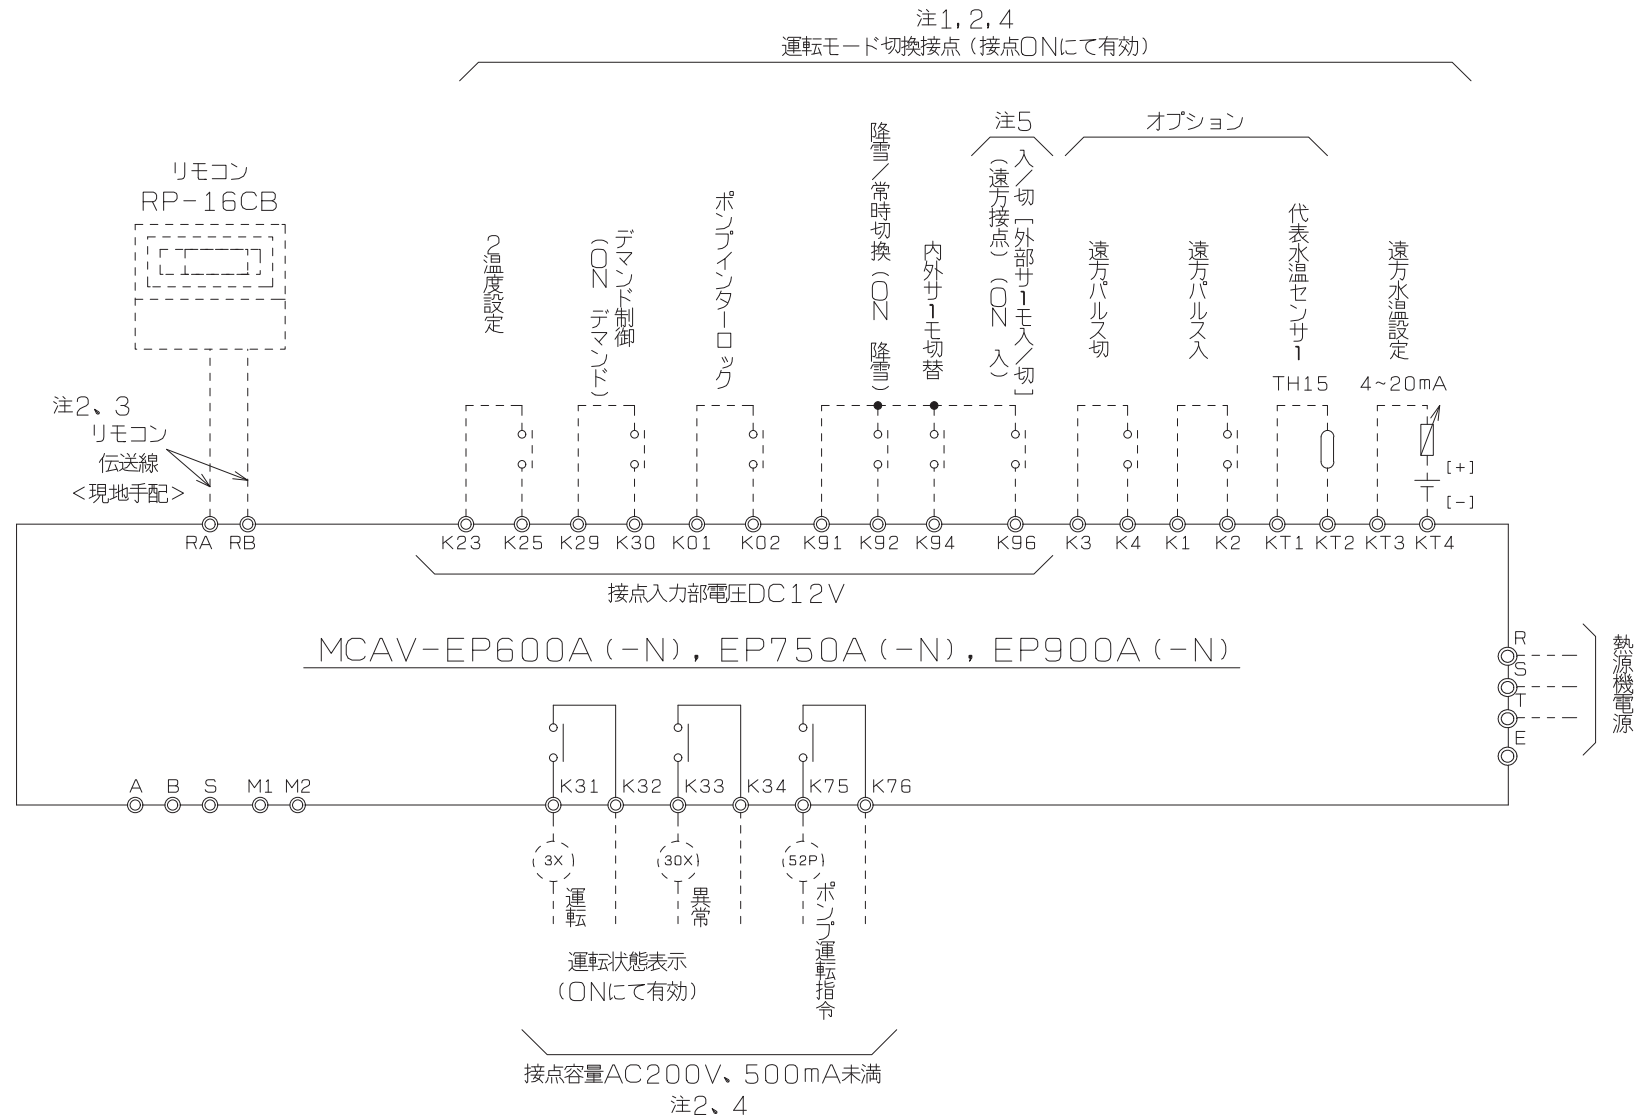 注1，2，4
運転モード切換接点（接点ONにて有効）
注5
オプション
リモコン
RP-16CB
2温度設定
デマンド制御
（ON デマンド）
ポンプインターロック
降雪／常時切換（ON 降雪）
内外サーモ切替
入／切［外部サーモ入／切］
（遠方接点）（ON 入）
遠方パルス切
遠方パルス入
代表水温センサー
TH15
遠方水温設定
4~20mA
[+]
[-]
注2、3
リモコン
伝送線
<現地手配>
RA RB K23 K25 K29 K30 K01 K02 K91 K92 K94 K96 K3 K4 K1 K2 KT1 KT2 KT3 KT4
接点入力部電圧DC12V
MCAV-EP600A(-N)，EP750A(-N)，EP900A(-N)
R
S
T
E
熱源機電源
A B S M1 M2 K31 K32 K33 K34 K75 K76
3X 30X 52P
運転
異常
ポンプ運転指令
運転状態表示
（ONにて有効）
接点容量AC200V、500mA未満
注2、4